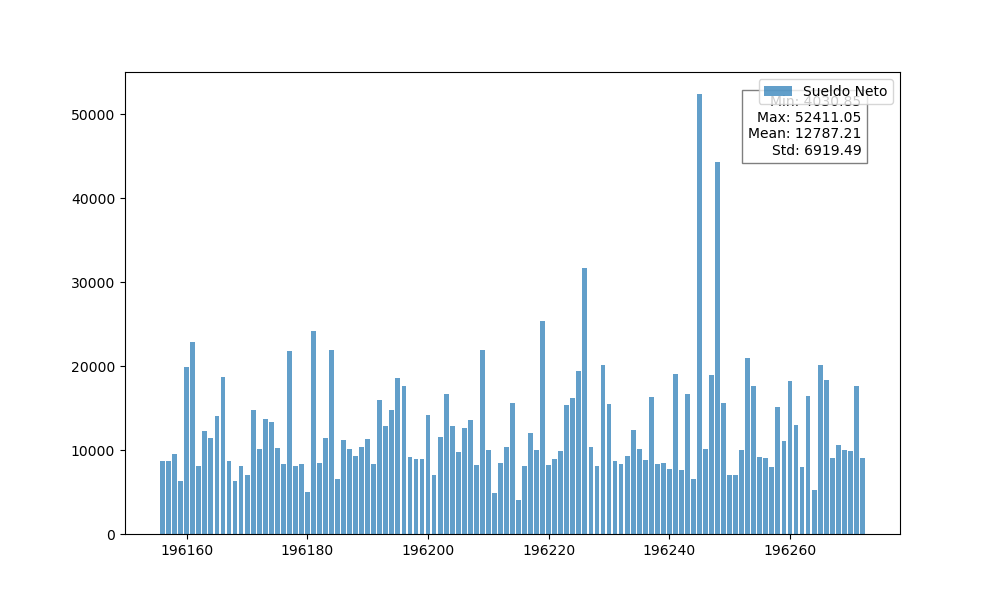 Sueldo Neto
Min: 4030.85
Max: 52411.05
Mean: 12787.21
Std: 6919.49
50000
40000
30000
20000
10000
0
196160 196180 196200 196220 196240 196260